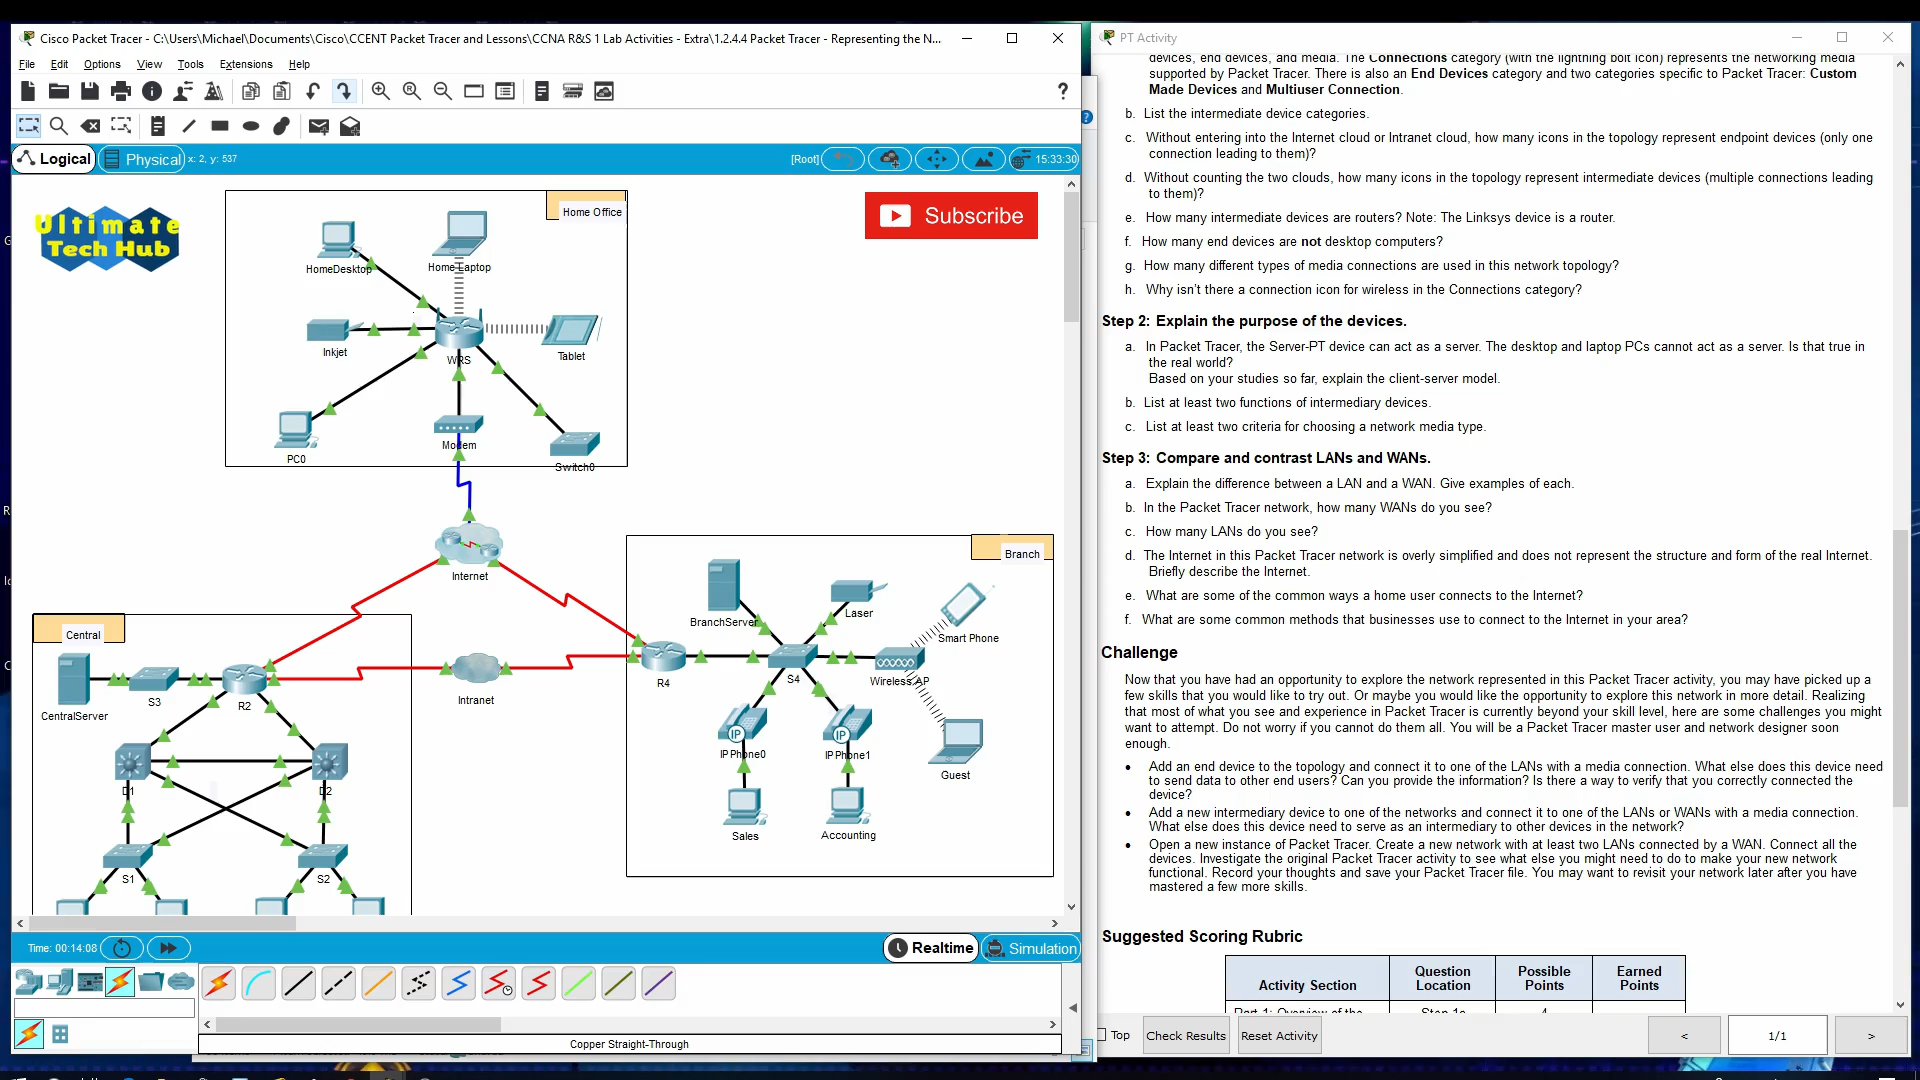 Cisco Packet Tracer - C:\Users\Michael\Documents\Cisco\CCENT Packet Tracer and Lessons\CCNA R&S 1 Lab Activities - Extra\1.2.4.4 Packet Tracer - Representing the N...
File Edit Options View Tools Extensions Help
Logical Physical x: 2, y: 537 [Root] 15:33:30
Ultimate
Tech Hub
Home Office
Subscribe
HomeDesktop
Home Laptop
Inkjet
WRS
Tablet
PC0
Modem
Switch0
Internet
Branch
BranchServer
Laser
Smart Phone
Central
R4
S4
Wireless AP
CentralServer
S3
R2
Intranet
IP
IP
IP Phone0
IP Phone1
Guest
D1
D2
Sales
Accounting
S1
S2
Time: 00:14:08
Realtime
Simulation
Copper Straight-Through
PT Activity
devices, end devices, and media. The Connections category (with the lightning bolt icon) represents the networking media
supported by Packet Tracer. There is also an End Devices category and two categories specific to Packet Tracer: Custom
Made Devices and Multiuser Connection.
b. List the intermediate device categories.
c. Without entering into the Internet cloud or Intranet cloud, how many icons in the topology represent endpoint devices (only one
connection leading to them)?
d. Without counting the two clouds, how many icons in the topology represent intermediate devices (multiple connections leading
to them)?
e. How many intermediate devices are routers? Note: The Linksys device is a router.
f. How many end devices are not desktop computers?
g. How many different types of media connections are used in this network topology?
h. Why isn't there a connection icon for wireless in the Connections category?
Step 2: Explain the purpose of the devices.
a. In Packet Tracer, the Server-PT device can act as a server. The desktop and laptop PCs cannot act as a server. Is that true in
the real world?
Based on your studies so far, explain the client-server model.
b. List at least two functions of intermediary devices.
c. List at least two criteria for choosing a network media type.
Step 3: Compare and contrast LANs and WANs.
a. Explain the difference between a LAN and a WAN. Give examples of each.
b. In the Packet Tracer network, how many WANs do you see?
c. How many LANs do you see?
d. The Internet in this Packet Tracer network is overly simplified and does not represent the structure and form of the real Internet.
Briefly describe the Internet.
e. What are some of the common ways a home user connects to the Internet?
f. What are some common methods that businesses use to connect to the Internet in your area?
Challenge
Now that you have had an opportunity to explore the network represented in this Packet Tracer activity, you may have picked up a
few skills that you would like to try out. Or maybe you would like the opportunity to explore this network in more detail. Realizing
that most of what you see and experience in Packet Tracer is currently beyond your skill level, here are some challenges you might
want to attempt. Do not worry if you cannot do them all. You will be a Packet Tracer master user and network designer soon
enough.
• Add an end device to the topology and connect it to one of the LANs with a media connection. What else does this device need
to send data to other end users? Can you provide the information? Is there a way to verify that you correctly connected the
device?
• Add a new intermediary device to one of the networks and connect it to one of the LANs or WANs with a media connection.
What else does this device need to serve as an intermediary to other devices in the network?
• Open a new instance of Packet Tracer. Create a new network with at least two LANs connected by a WAN. Connect all the
devices. Investigate the original Packet Tracer activity to see what else you might need to do to make your new network
functional. Record your thoughts and save your Packet Tracer file. You may want to revisit your network later after you have
mastered a few more skills.
Suggested Scoring Rubric
Activity Section Question Location Possible Points Earned Points
Part 1: Overview of the Step 1a 4
Top Check Results Reset Activity < 1/1 >